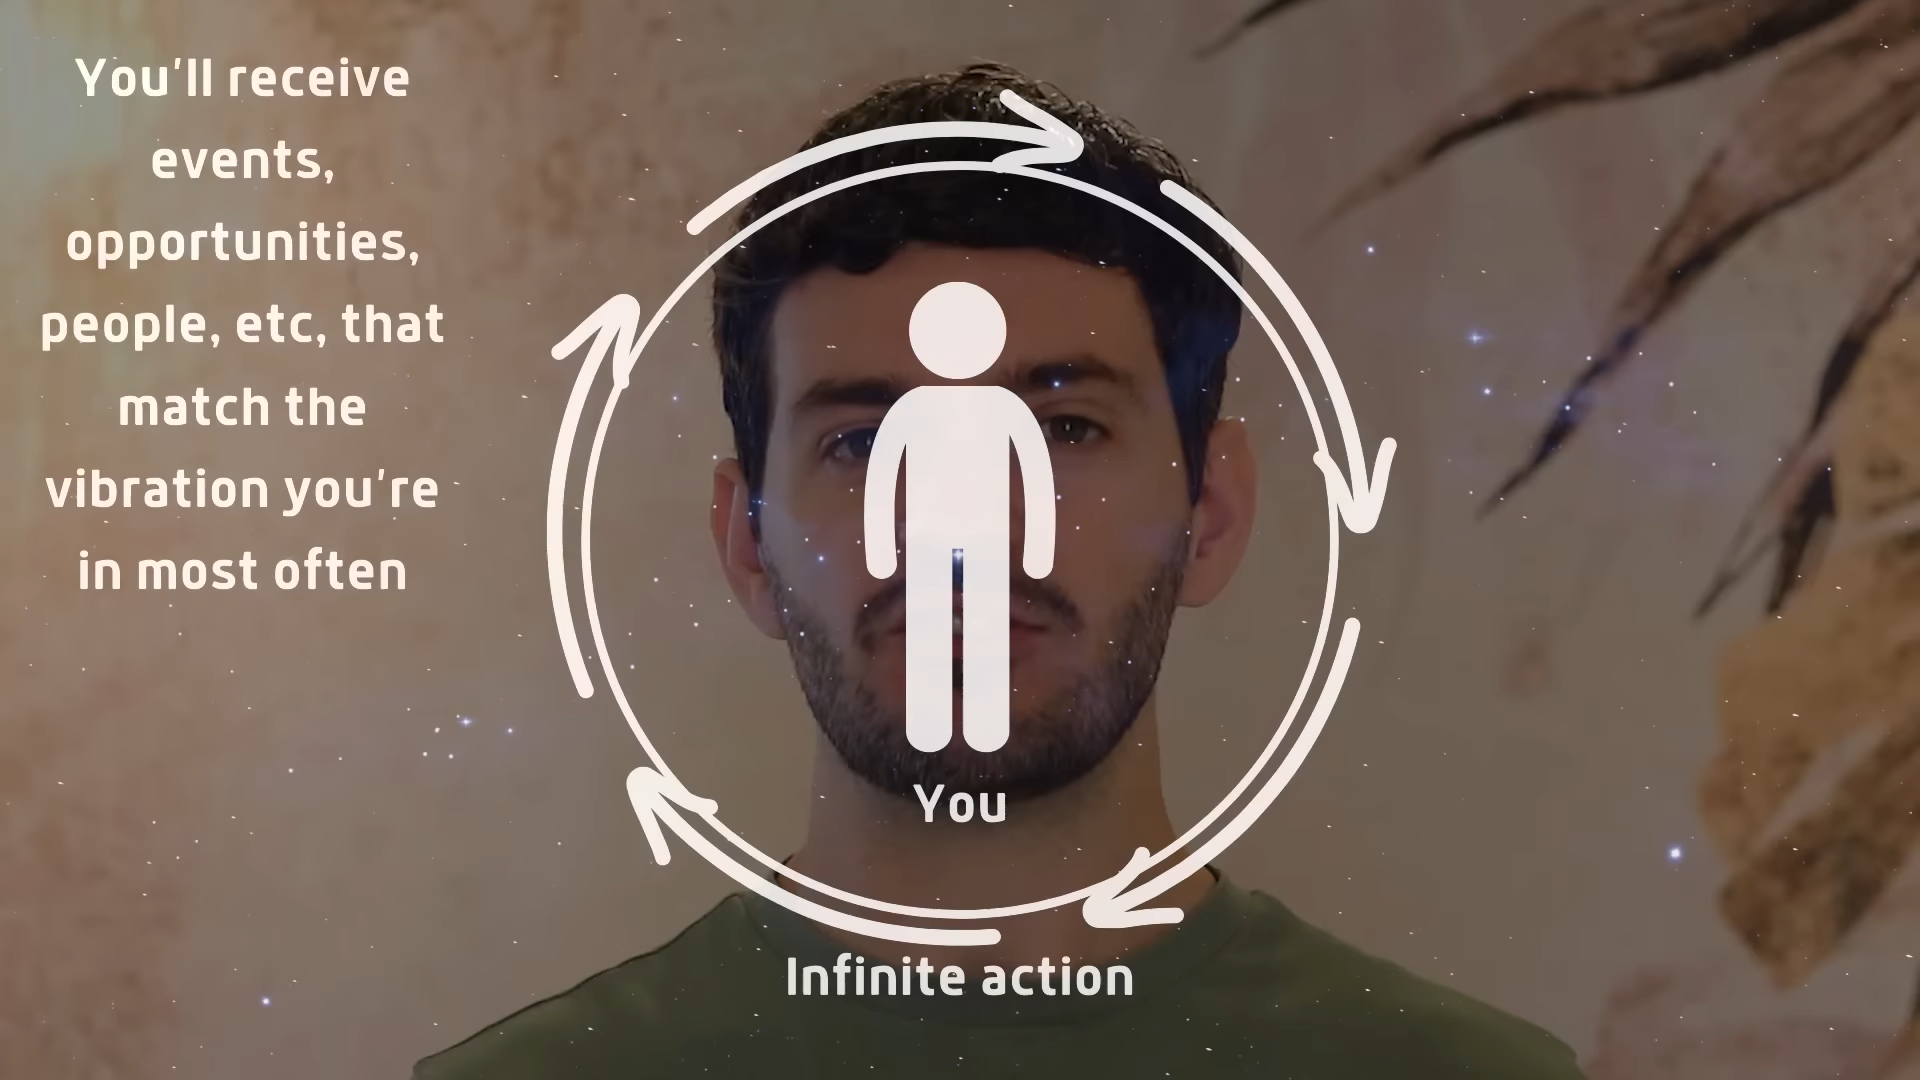 You'll receive
events,
opportunities,
people, etc, that
match the
vibration you're
in most often
You
Infinite action